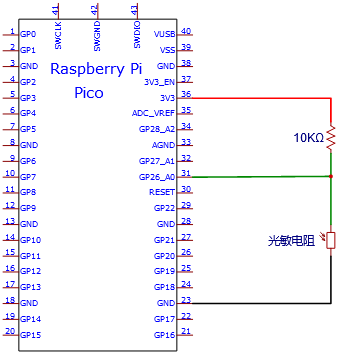 41 42 43
SWCLK SWGND SWDIO
Raspberry Pi
Pico
1 GP0 VUSB 40
2 GP1 VSS 39
3 GND GND 38
4 GP2 3V3_EN 37
5 GP3 3V3 36
6 GP4 ADC_VREF 35
7 GP5 GP28_A2 34
8 GND AGND 33
9 GP6 GP27_A1 32
10 GP7 GP26_A0 31
11 GP8 RESET 30
12 GP9 GP22 29
13 GND GND 28
14 GP10 GP21 27
15 GP11 GP20 26
16 GP12 GP19 25
17 GP13 GP18 24
18 GND GND 23
19 GP14 GP17 22
20 GP15 GP16 21
10KΩ
光敏电阻